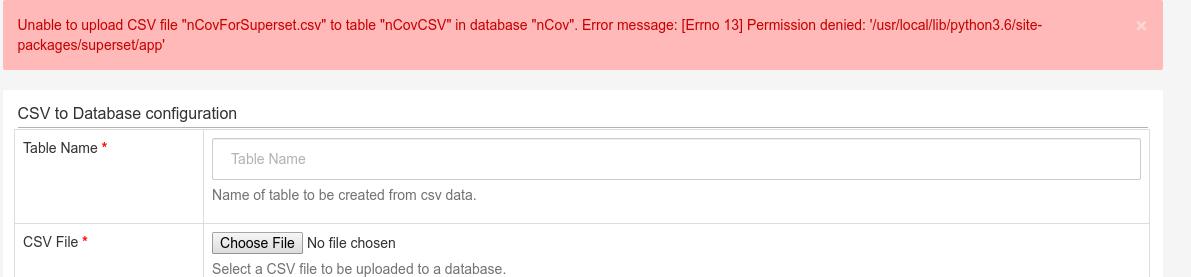 Unable to upload CSV file "nCovForSuperset.csv" to table "nCovCSV" in database "nCov". Error message: [Errno 13] Permission denied: '/usr/local/lib/python3.6/site-
packages/superset/app'
×
CSV to Database configuration
Table Name *
Table Name
Name of table to be created from csv data.
CSV File *
Choose File No file chosen
Select a CSV file to be uploaded to a database.